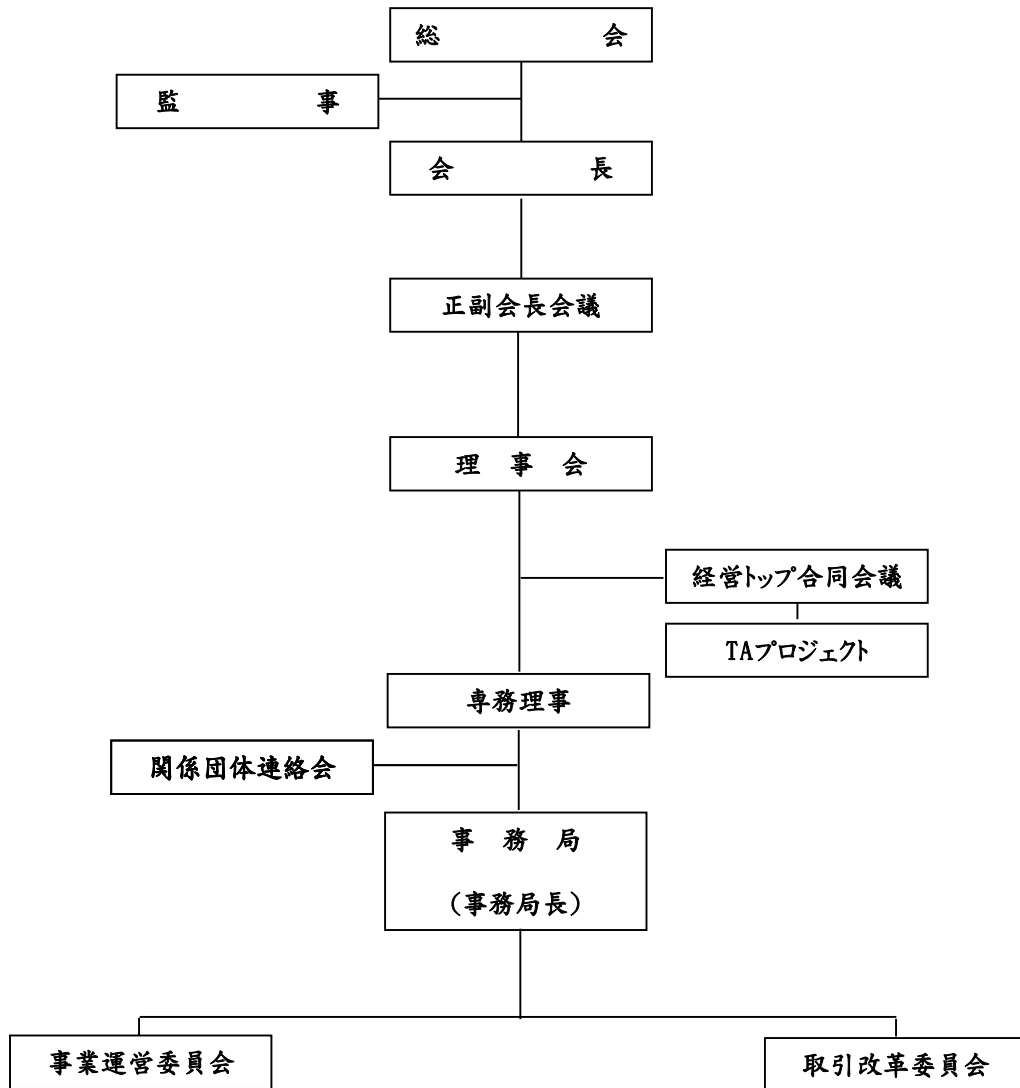 総　　会
監　　事
会　　長
正副会長会議
理　事　会
経営トップ合同会議
TAプロジェクト
専務理事
関係団体連絡会
事　務　局
(事務局長)
事業運営委員会
取引改革委員会